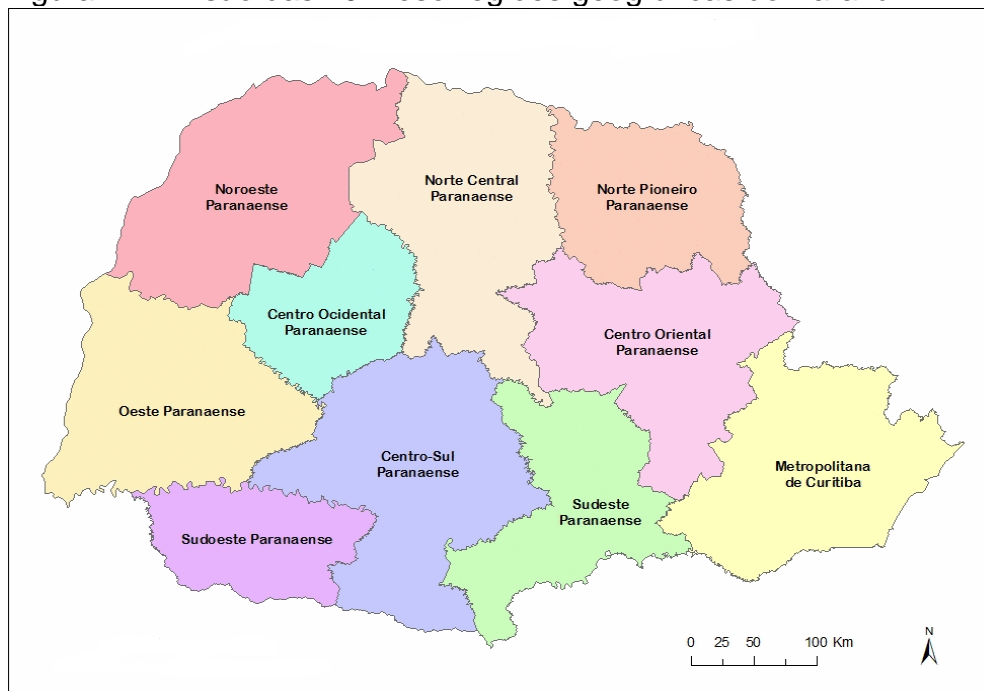 Noroeste
Paranaense
Norte Central
Paranaense
Norte Pioneiro
Paranaense
Centro Ocidental
Paranaense
Centro Oriental
Paranaense
Oeste Paranaense
Centro-Sul
Paranaense
Metropolitana
de Curitiba
Sudeste
Paranaense
Sudoeste Paranaense
0 25 50 100 Km
N